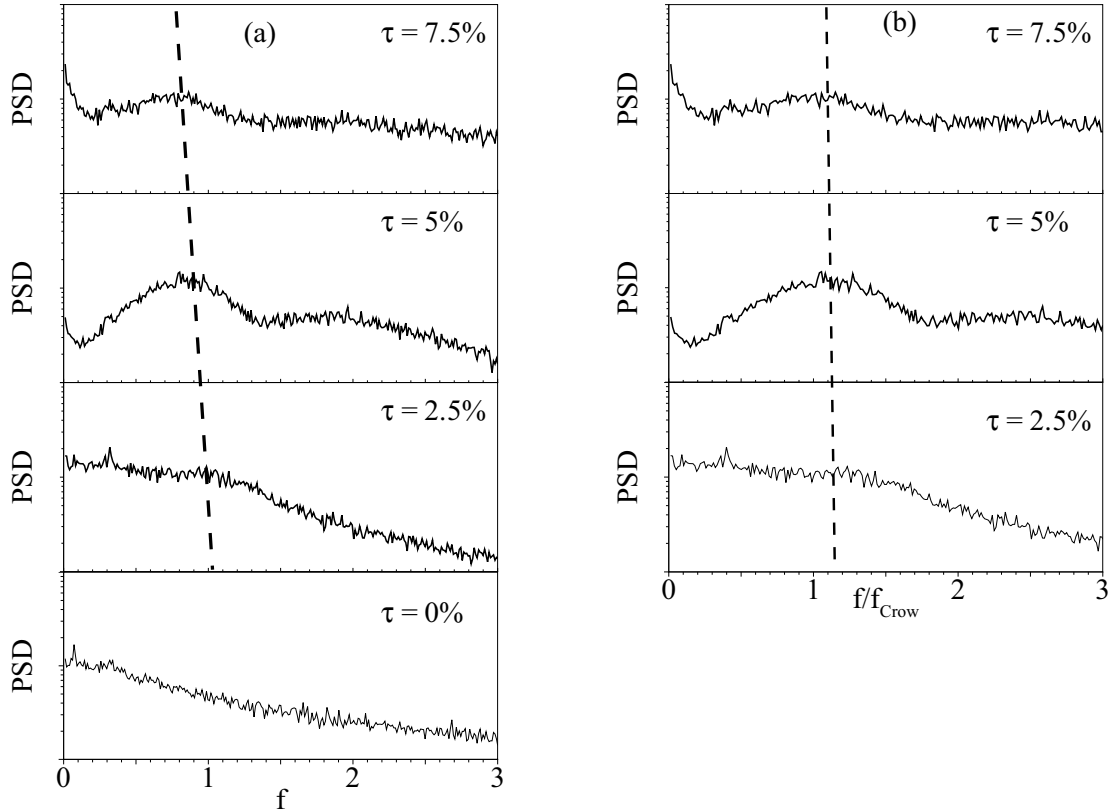 (a)
τ = 7.5%
PSD
τ = 5%
PSD
τ = 2.5%
PSD
τ = 0%
PSD
0 1 2 3
f
(b)
τ = 7.5%
PSD
τ = 5%
PSD
τ = 2.5%
PSD
0 1 2 3
f/fCrow